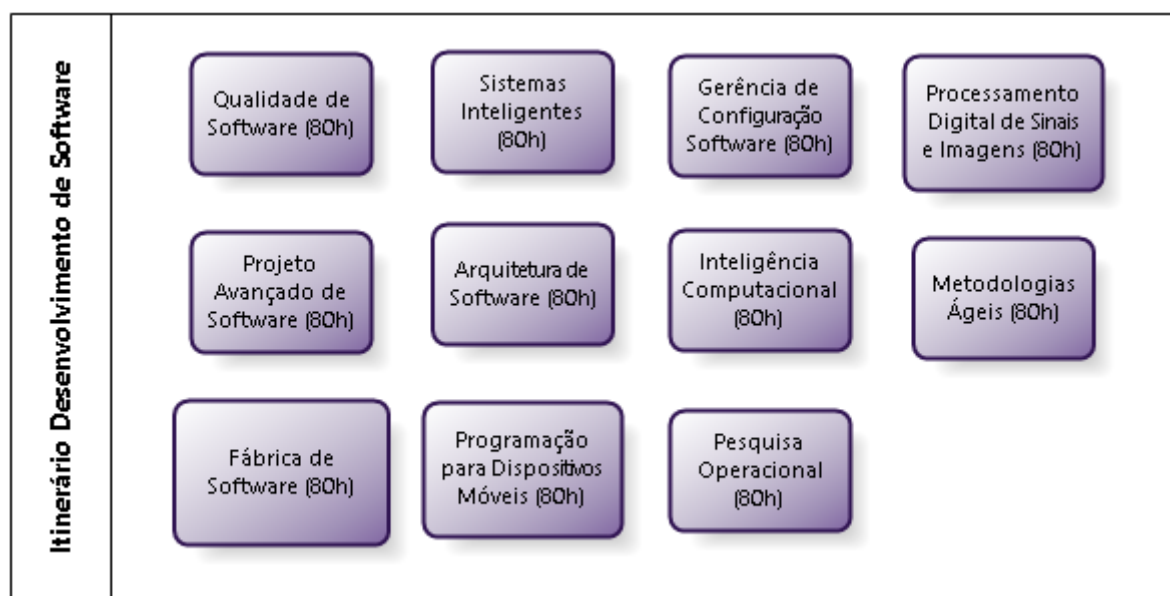 Itinerário Desenvolvimento de Software
Qualidade de
Software (80h)
Sistemas
Inteligentes
(80h)
Gerência de
Configuração
Software (80h)
Processamento
Digital de Sinais
e Imagens (80h)
Projeto
Avançado de
Software (80h)
Arquitetura de
Software (80h)
Inteligência
Computacional
(80h)
Metodologias
Ágeis (80h)
Fábrica de
Software (80h)
Programação
para Dispositivos
Móveis (80h)
Pesquisa
Operacional
(80h)